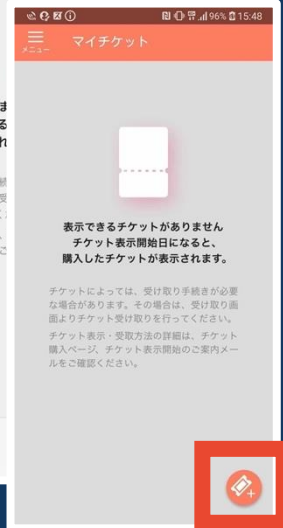 96% 15:48
メニュー
マイチケット
表示できるチケットがありません
チケット表示開始日になると、
購入したチケットが表示されます。
チケットによっては、受け取り手続きが必要
な場合があります。その場合は、受け取り画
面よりチケット受け取りを行ってください。
チケット表示・受取方法の詳細は、チケット
購入ページ、チケット表示開始のご案内メー
ルをご確認ください。